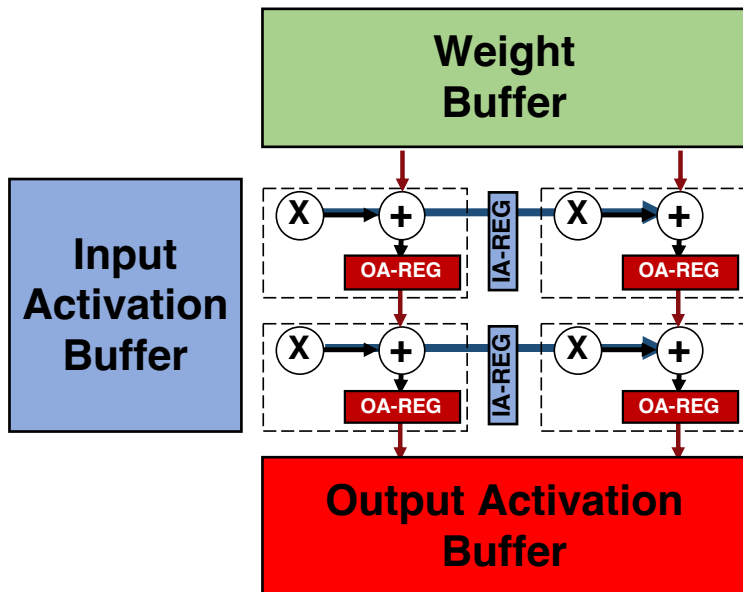 Weight
Buffer
Input
Activation
Buffer
X
+
IA-REG
X
+
OA-REG
OA-REG
X
+
IA-REG
X
+
OA-REG
OA-REG
Output Activation
Buffer